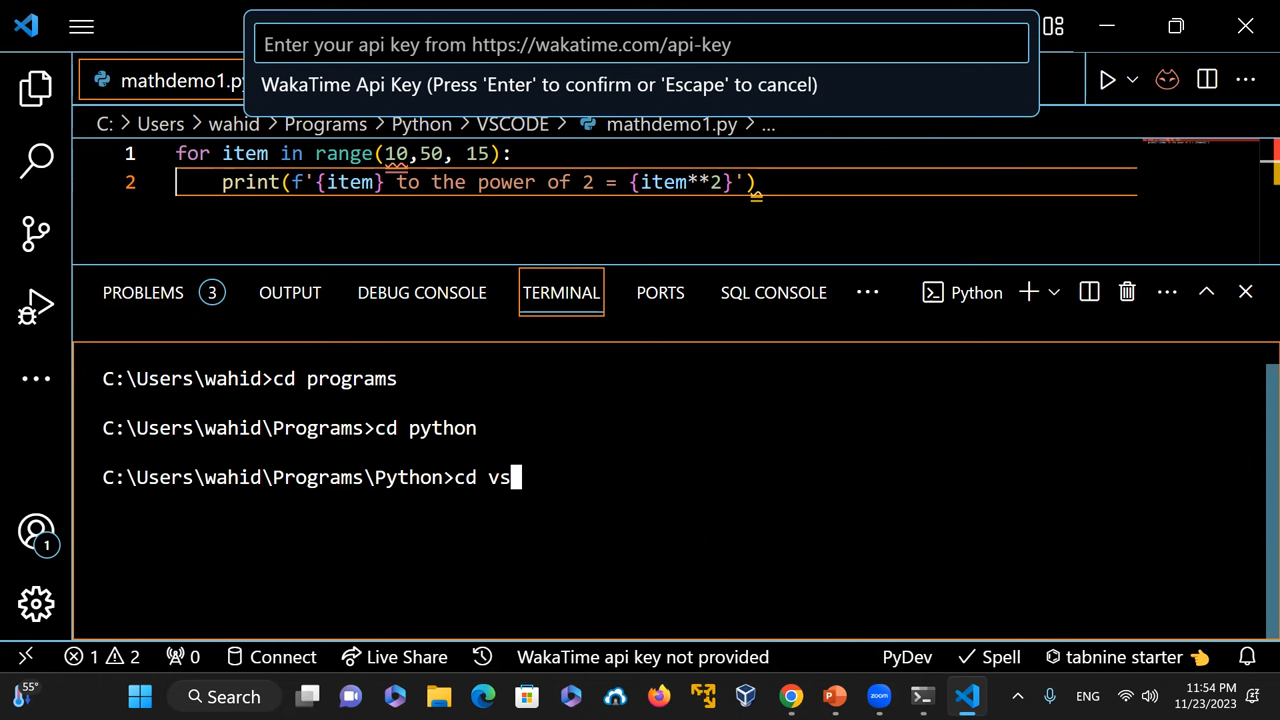 Enter your api key from https://wakatime.com/api-key
WakaTime Api Key (Press 'Enter' to confirm or 'Escape' to cancel)
mathdemo1.py
C: > Users > wahid > Programs > Python > VSCODE > mathdemo1.py > ...
1 for item in range(10,50, 15):
2 print(f'{item} to the power of 2 = {item**2}')
PROBLEMS 3 OUTPUT DEBUG CONSOLE TERMINAL PORTS SQL CONSOLE ... Python
C:\Users\wahid>cd programs
C:\Users\wahid\Programs>cd python
C:\Users\wahid\Programs\Python>cd vs
1
1 2 0 Connect Live Share WakaTime api key not provided PyDev Spell tabnine starter
55° Search ENG 11:54 PM
11/23/2023